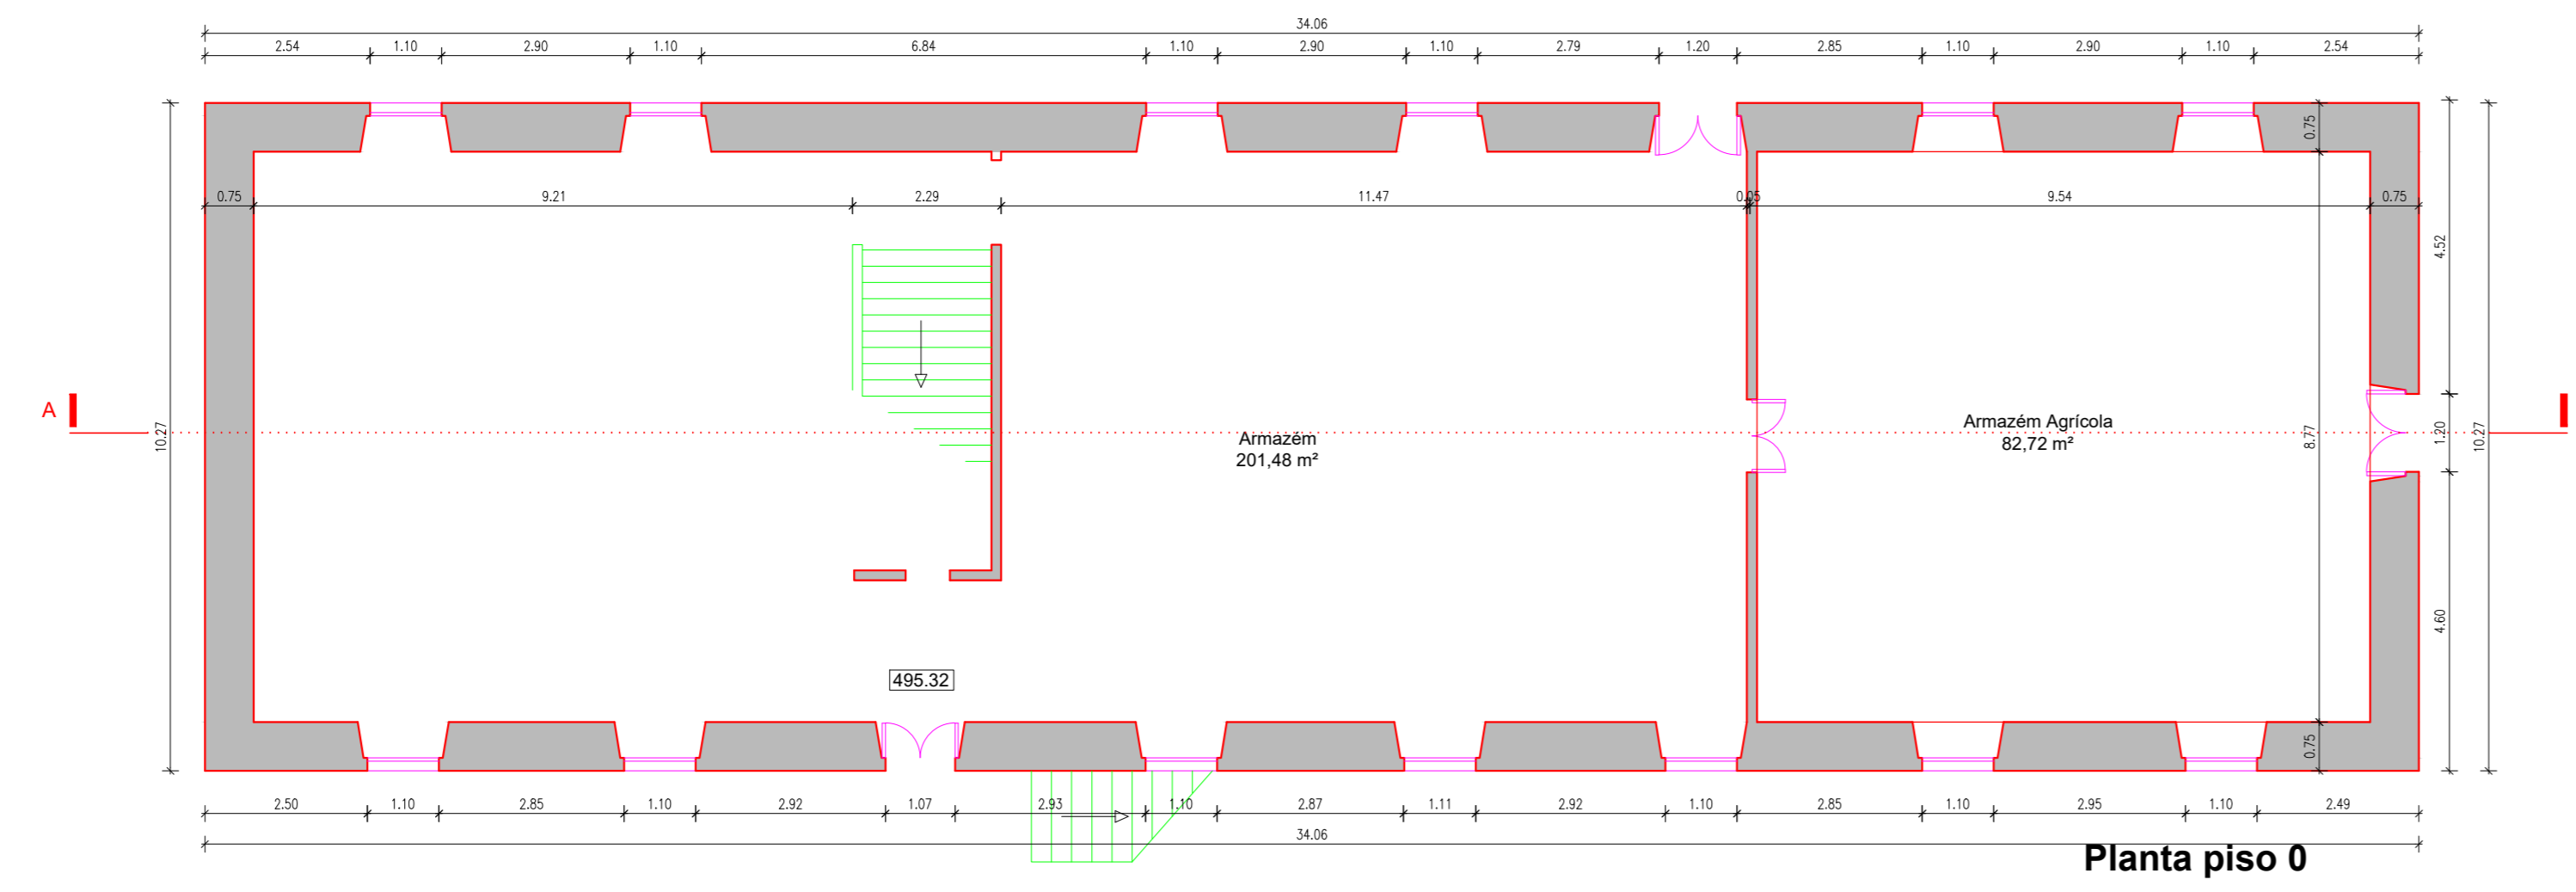 34.06
2.54 1.10 2.90 1.10 6.84 1.10 2.90 1.10 2.79 1.20 2.85 1.10 2.90 1.10 2.54
0.75
0.75 9.21 2.29 11.47 0.05 9.54 0.75
4.52
A
10.27
Armazém
201,48 m²
Armazém Agrícola
82,72 m²
8.77
1.20
10.27
4.60
495.32
0.75
2.50 1.10 2.85 1.10 2.92 1.07 2.93 1.10 2.87 1.11 2.92 1.10 2.85 1.10 2.95 1.10 2.49
34.06
Planta piso 0